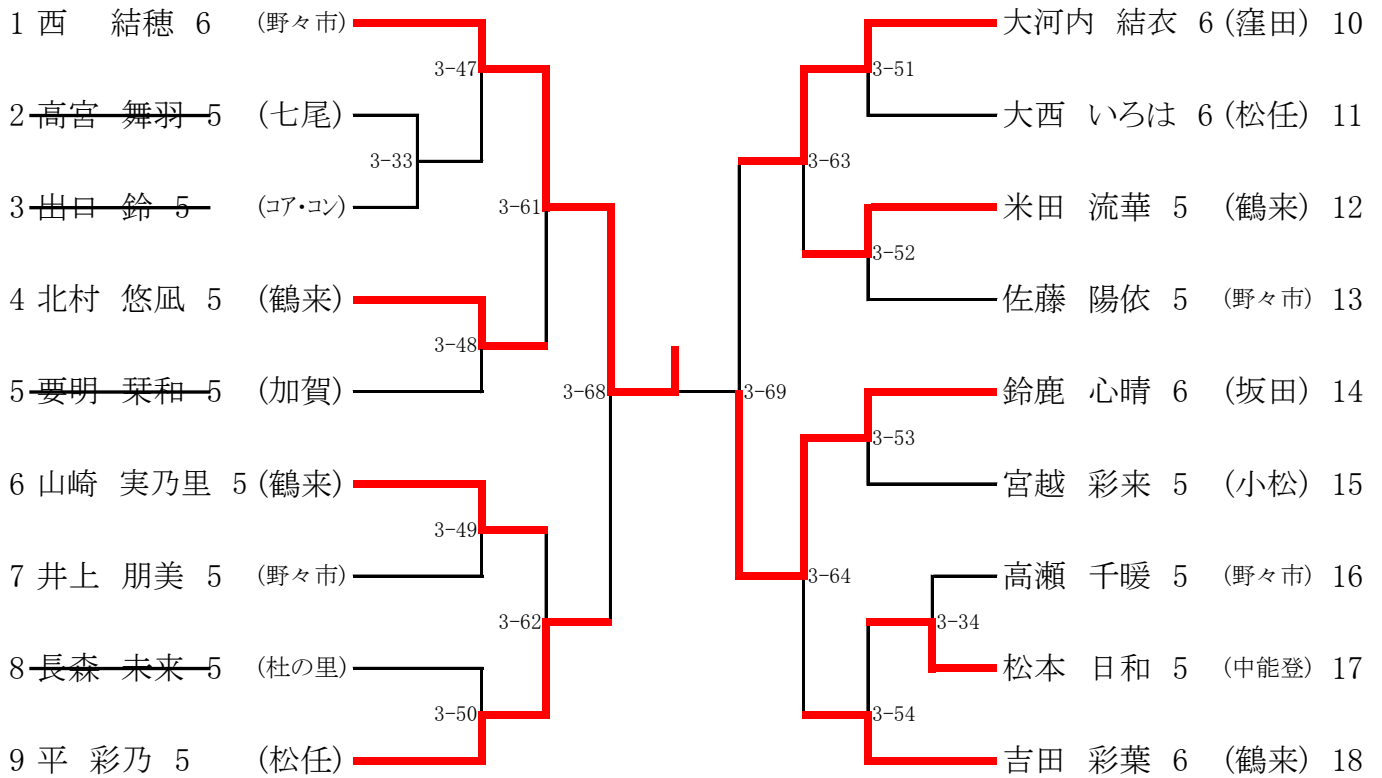 1 西 結穂 6 (野々市)
2 高宮 舞羽 5 (七尾)
3 出口 鈴 5 (コア・コン)
4 北村 悠凪 5 (鶴来)
5 要明 栞和 5 (加賀)
6 山崎 実乃里 5 (鶴来)
7 井上 朋美 5 (野々市)
8 長森 未来 5 (杜の里)
9 平 彩乃 5 (松任)
3-47
3-33
3-61
3-48
3-68
3-49
3-62
3-50
大河内 結衣 6 (窪田) 10
大西 いろは 6 (松任) 11
米田 流華 5 (鶴来) 12
佐藤 陽依 5 (野々市) 13
鈴鹿 心晴 6 (坂田) 14
宮越 彩来 5 (小松) 15
高瀬 千暖 5 (野々市) 16
松本 日和 5 (中能登) 17
吉田 彩葉 6 (鶴来) 18
3-51
3-63
3-52
3-69
3-53
3-64
3-34
3-54